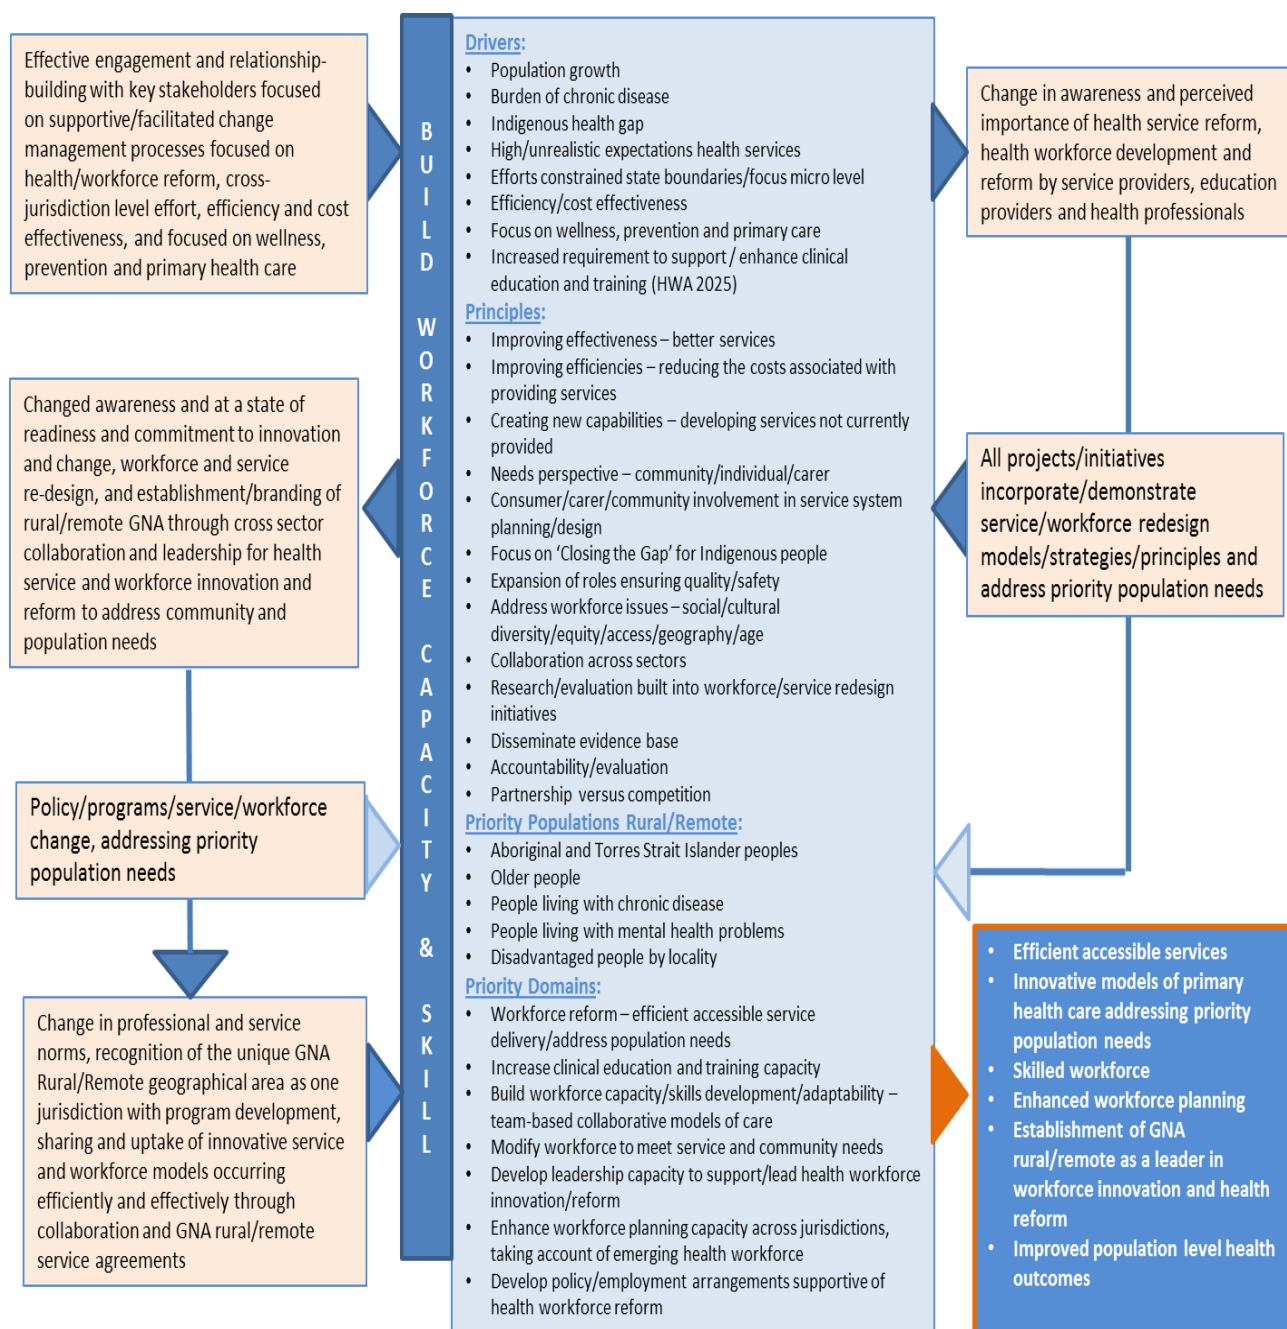 Effective engagement and relationship-
building with key stakeholders focused
on supportive/facilitated change
management processes focused on
health/workforce reform, cross-
jurisdiction level effort, efficiency and cost
effectiveness, and focused on wellness,
prevention and primary health care
Changed awareness and at a state of
readiness and commitment to innovation
and change, workforce and service
re-design, and establishment/branding of
rural/remote GNA through cross sector
collaboration and leadership for health
service and workforce innovation and
reform to address community and
population needs
Policy/programs/service/workforce
change, addressing priority
population needs
Change in professional and service
norms, recognition of the unique GNA
Rural/Remote geographical area as one
jurisdiction with program development,
sharing and uptake of innovative service
and workforce models occurring
efficiently and effectively through
collaboration and GNA rural/remote
service agreements
BUILD WORKFORCE CAPACITY & SKILL
Drivers:
• Population growth
• Burden of chronic disease
• Indigenous health gap
• High/unrealistic expectations health services
• Efforts constrained state boundaries/focus micro level
• Efficiency/cost effectiveness
• Focus on wellness, prevention and primary care
• Increased requirement to support / enhance clinical
education and training (HWA 2025)
Principles:
• Improving effectiveness – better services
• Improving efficiencies – reducing the costs associated with
providing services
• Creating new capabilities – developing services not currently
provided
• Needs perspective – community/individual/carer
• Consumer/carer/community involvement in service system
planning/design
• Focus on ‘Closing the Gap’ for Indigenous people
• Expansion of roles ensuring quality/safety
• Address workforce issues – social/cultural
diversity/equity/access/geography/age
• Collaboration across sectors
• Research/evaluation built into workforce/service redesign
initiatives
• Disseminate evidence base
• Accountability/evaluation
• Partnership versus competition
Priority Populations Rural/Remote:
• Aboriginal and Torres Strait Islander peoples
• Older people
• People living with chronic disease
• People living with mental health problems
• Disadvantaged people by locality
Priority Domains:
• Workforce reform – efficient accessible service
delivery/address population needs
• Increase clinical education and training capacity
• Build workforce capacity/skills development/adaptability –
team-based collaborative models of care
• Modify workforce to meet service and community needs
• Develop leadership capacity to support/lead health workforce
innovation/reform
• Enhance workforce planning capacity across jurisdictions,
taking account of emerging health workforce
• Develop policy/employment arrangements supportive of
health workforce reform
Change in awareness and perceived
importance of health service reform,
health workforce development and
reform by service providers, education
providers and health professionals
All projects/initiatives
incorporate/demonstrate
service/workforce redesign
models/strategies/principles and
address priority population needs
• Efficient accessible services
• Innovative models of primary
health care addressing priority
population needs
• Skilled workforce
• Enhanced workforce planning
• Establishment of GNA
rural/remote as a leader in
workforce innovation and health
reform
• Improved population level health
outcomes